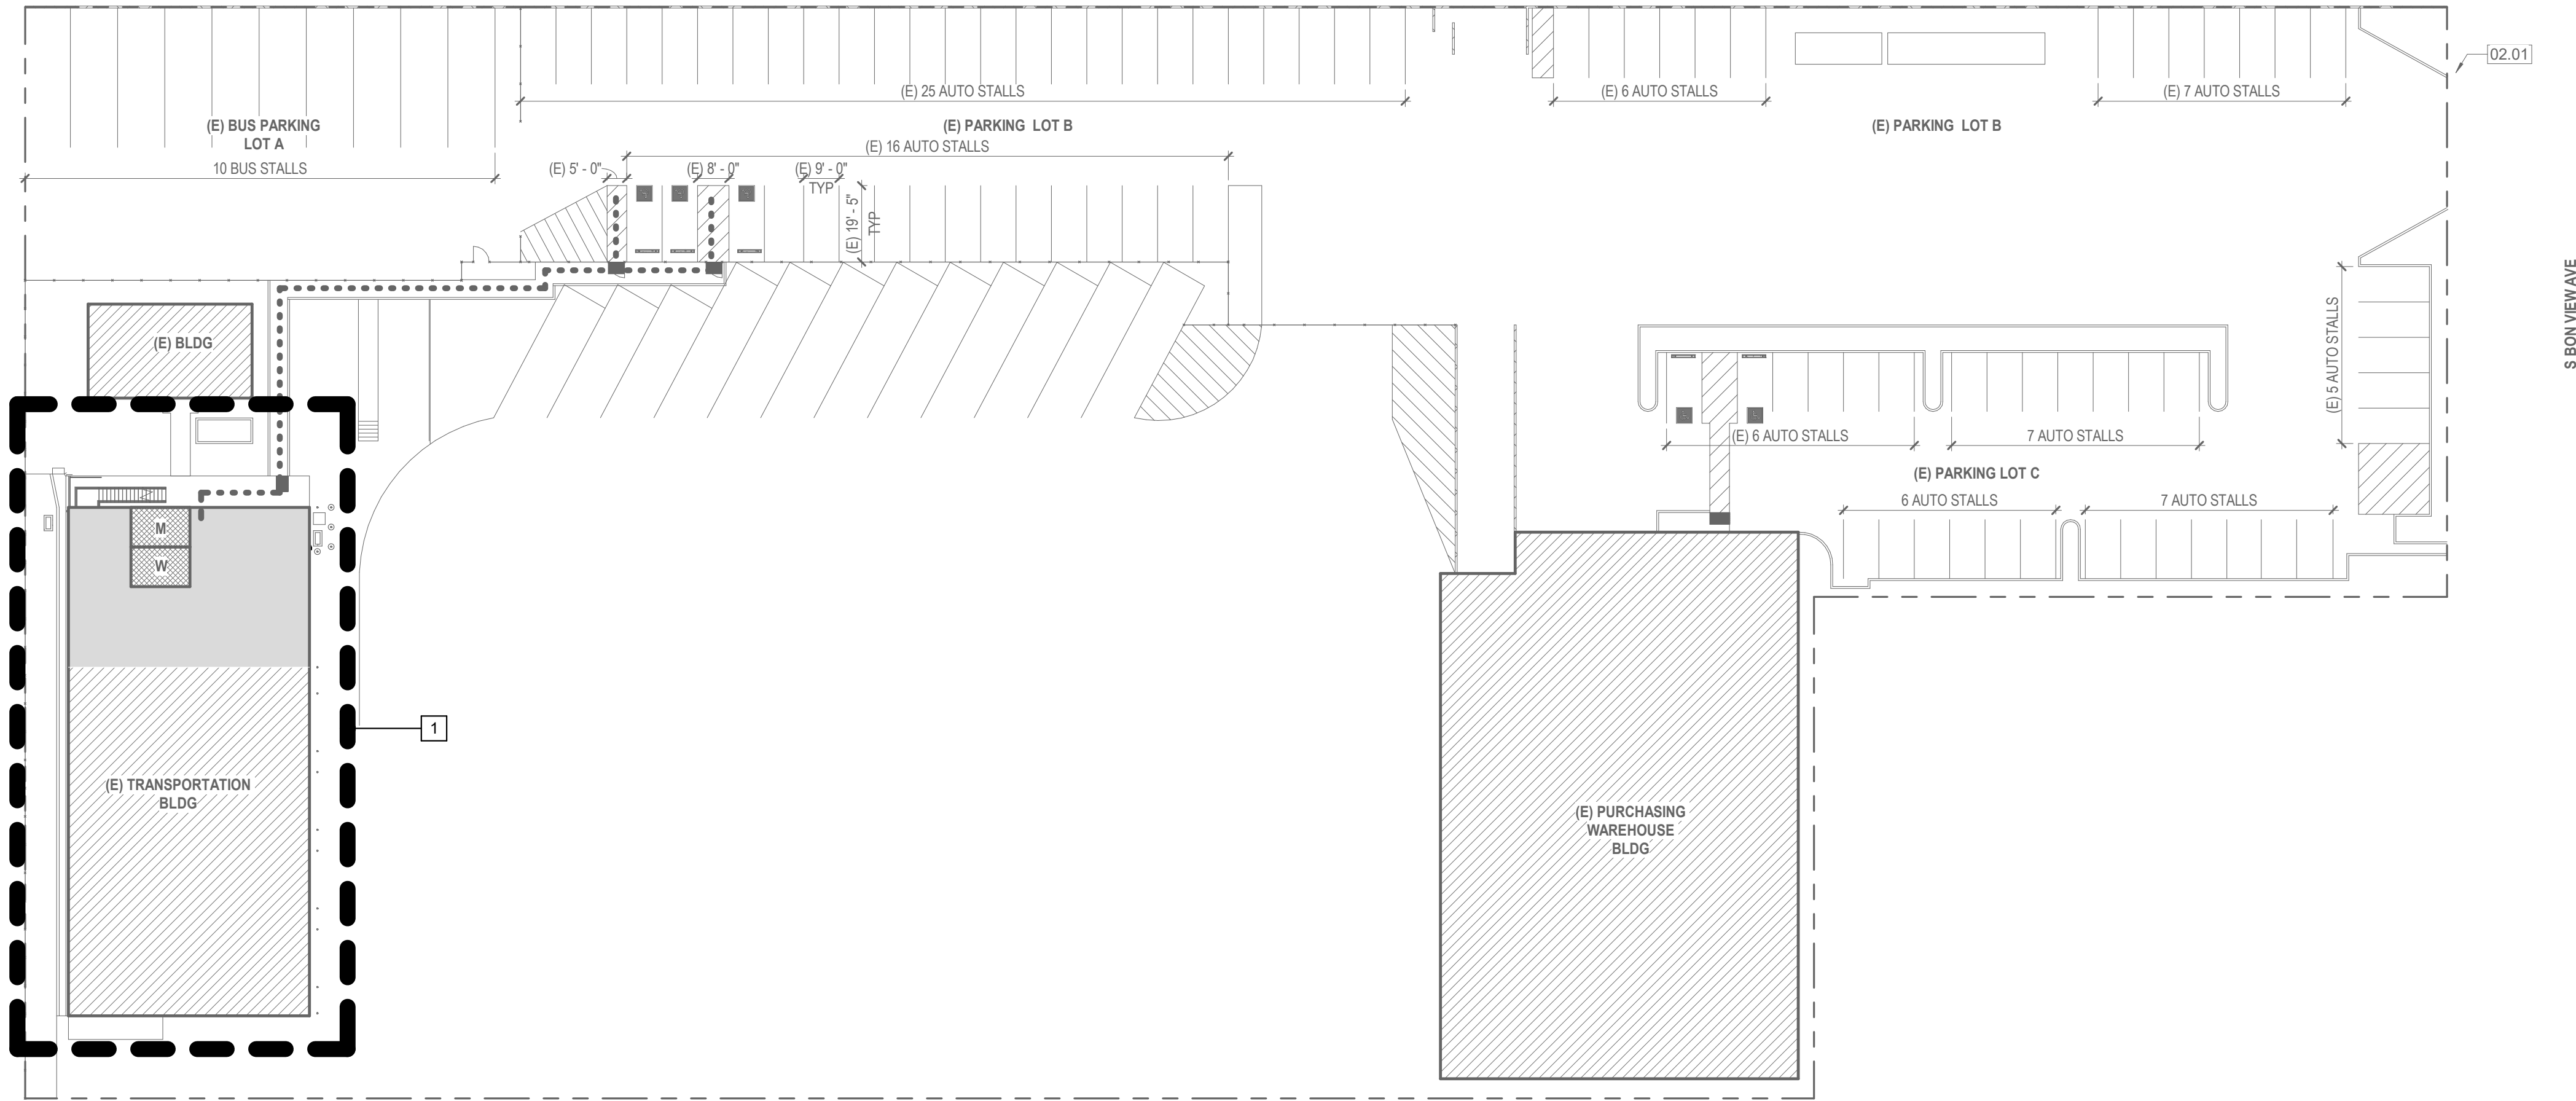 02.01
(E) 25 AUTO STALLS
(E) 6 AUTO STALLS
(E) 7 AUTO STALLS
(E) BUS PARKING
LOT A
(E) PARKING LOT B
(E) PARKING LOT B
(E) 16 AUTO STALLS
10 BUS STALLS
(E) 5' - 0"
(E) 8' - 0"
(E) 9' - 0"
TYP
(E) 19' - 5"
TYP
S BON VIEW AVE
(E) 5 AUTO STALLS
(E) BLDG
(E) 6 AUTO STALLS
7 AUTO STALLS
(E) PARKING LOT C
6 AUTO STALLS
7 AUTO STALLS
M
W
1
(E) TRANSPORTATION
BLDG
(E) PURCHASING
WAREHOUSE
BLDG